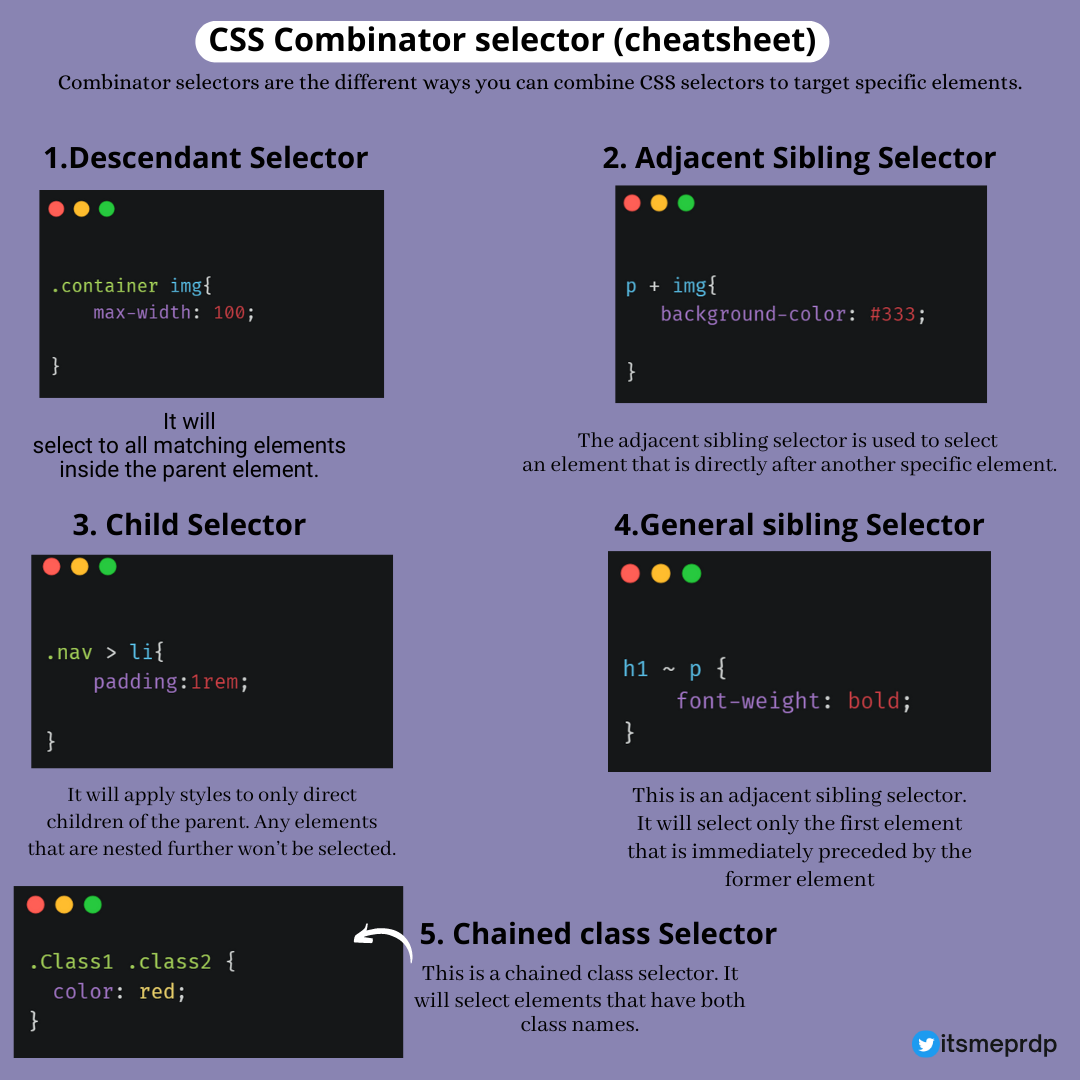 CSS Combinator selector (cheatsheet)
Combinator selectors are the different ways you can combine CSS selectors to target specific elements.
1.Descendant Selector
.container img{
max-width: 100;
}
It will
select to all matching elements
inside the parent element.
2. Adjacent Sibling Selector
p + img{
background-color: #333;
}
The adjacent sibling selector is used to select
an element that is directly after another specific element.
3. Child Selector
.nav > li{
padding:1rem;
}
It will apply styles to only direct
children of the parent. Any elements
that are nested further won't be selected.
4.General sibling Selector
h1 ~ p {
font-weight: bold;
}
This is an adjacent sibling selector.
It will select only the first element
that is immediately preceded by the
former element
.Class1 .class2 {
color: red;
}
5. Chained class Selector
This is a chained class selector. It
will select elements that have both
class names.
itsmeprdp